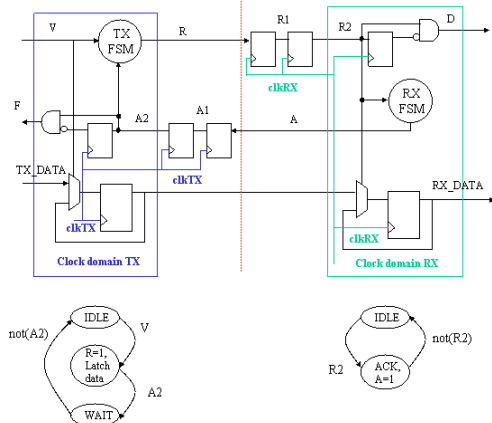 V
TX
FSM
R
R1
R2
D
clkRX
RX
FSM
F
A2
A1
A
TX_DATA
clkTX
clkTX
RX_DATA
clkRX
Clock domain TX
Clock domain RX
IDLE
not(A2)
V
R=1,
Latch
data
A2
WAIT
IDLE
not(R2)
R2
ACK,
A=1